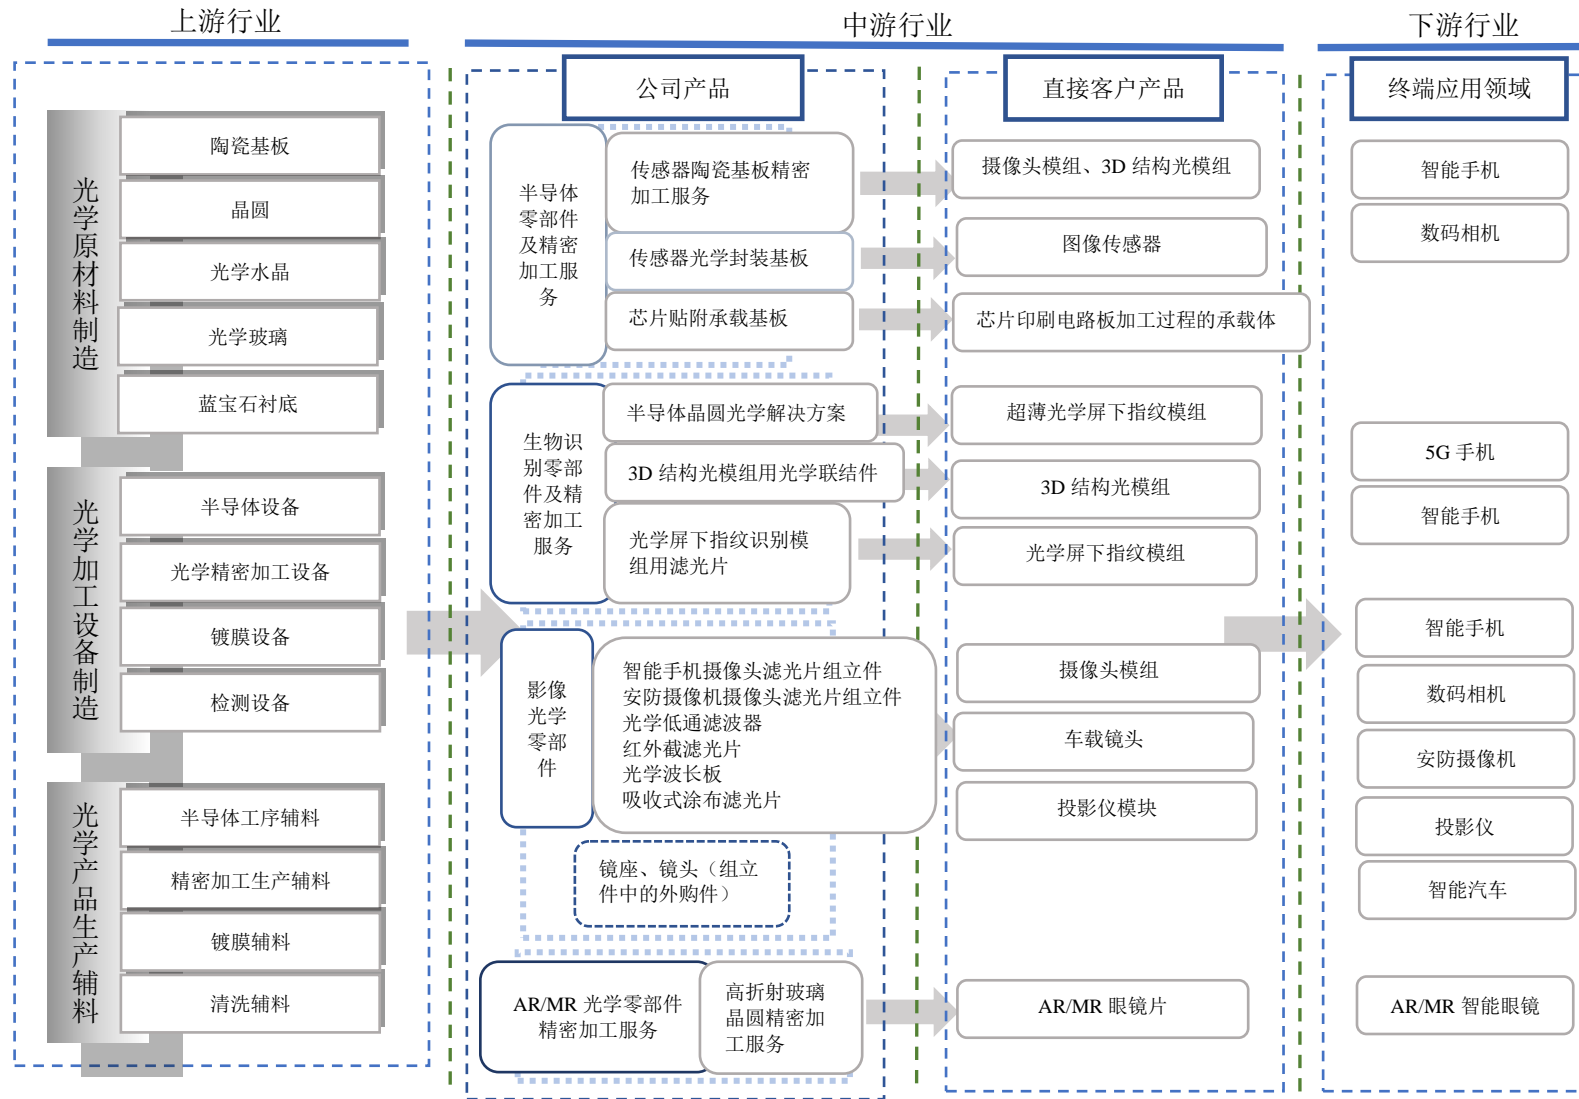 上游行业
中游行业
下游行业
光学原材料制造
陶瓷基板
晶圆
光学水晶
光学玻璃
蓝宝石衬底
光学加工设备制造
半导体设备
光学精密加工设备
镀膜设备
检测设备
光学产品生产辅料
半导体工序辅料
精密加工生产辅料
镀膜辅料
清洗辅料
公司产品
半导体
零部件
及精密
加工服
务
传感器陶瓷基板精密
加工服务
传感器光学封装基板
芯片贴附承载基板
生物识
别零部
件及精
密加工
服务
半导体晶圆光学解决方案
3D 结构光模组用光学联结件
光学屏下指纹识别模
组用滤光片
影像
光学
零部
件
智能手机摄像头滤光片组立件
安防摄像机摄像头滤光片组立件
光学低通滤波器
红外截滤光片
光学波长板
吸收式涂布滤光片
镜座、镜头（组立
件中的外购件）
AR/MR 光学零部件
精密加工服务
高折射玻璃
晶圆精密加
工服务
直接客户产品
摄像头模组、3D 结构光模组
图像传感器
芯片印刷电路板加工过程的承载体
超薄光学屏下指纹模组
3D 结构光模组
光学屏下指纹模组
摄像头模组
车载镜头
投影仪模块
AR/MR 眼镜片
终端应用领域
智能手机
数码相机
5G 手机
智能手机
智能手机
数码相机
安防摄像机
投影仪
智能汽车
AR/MR 智能眼镜